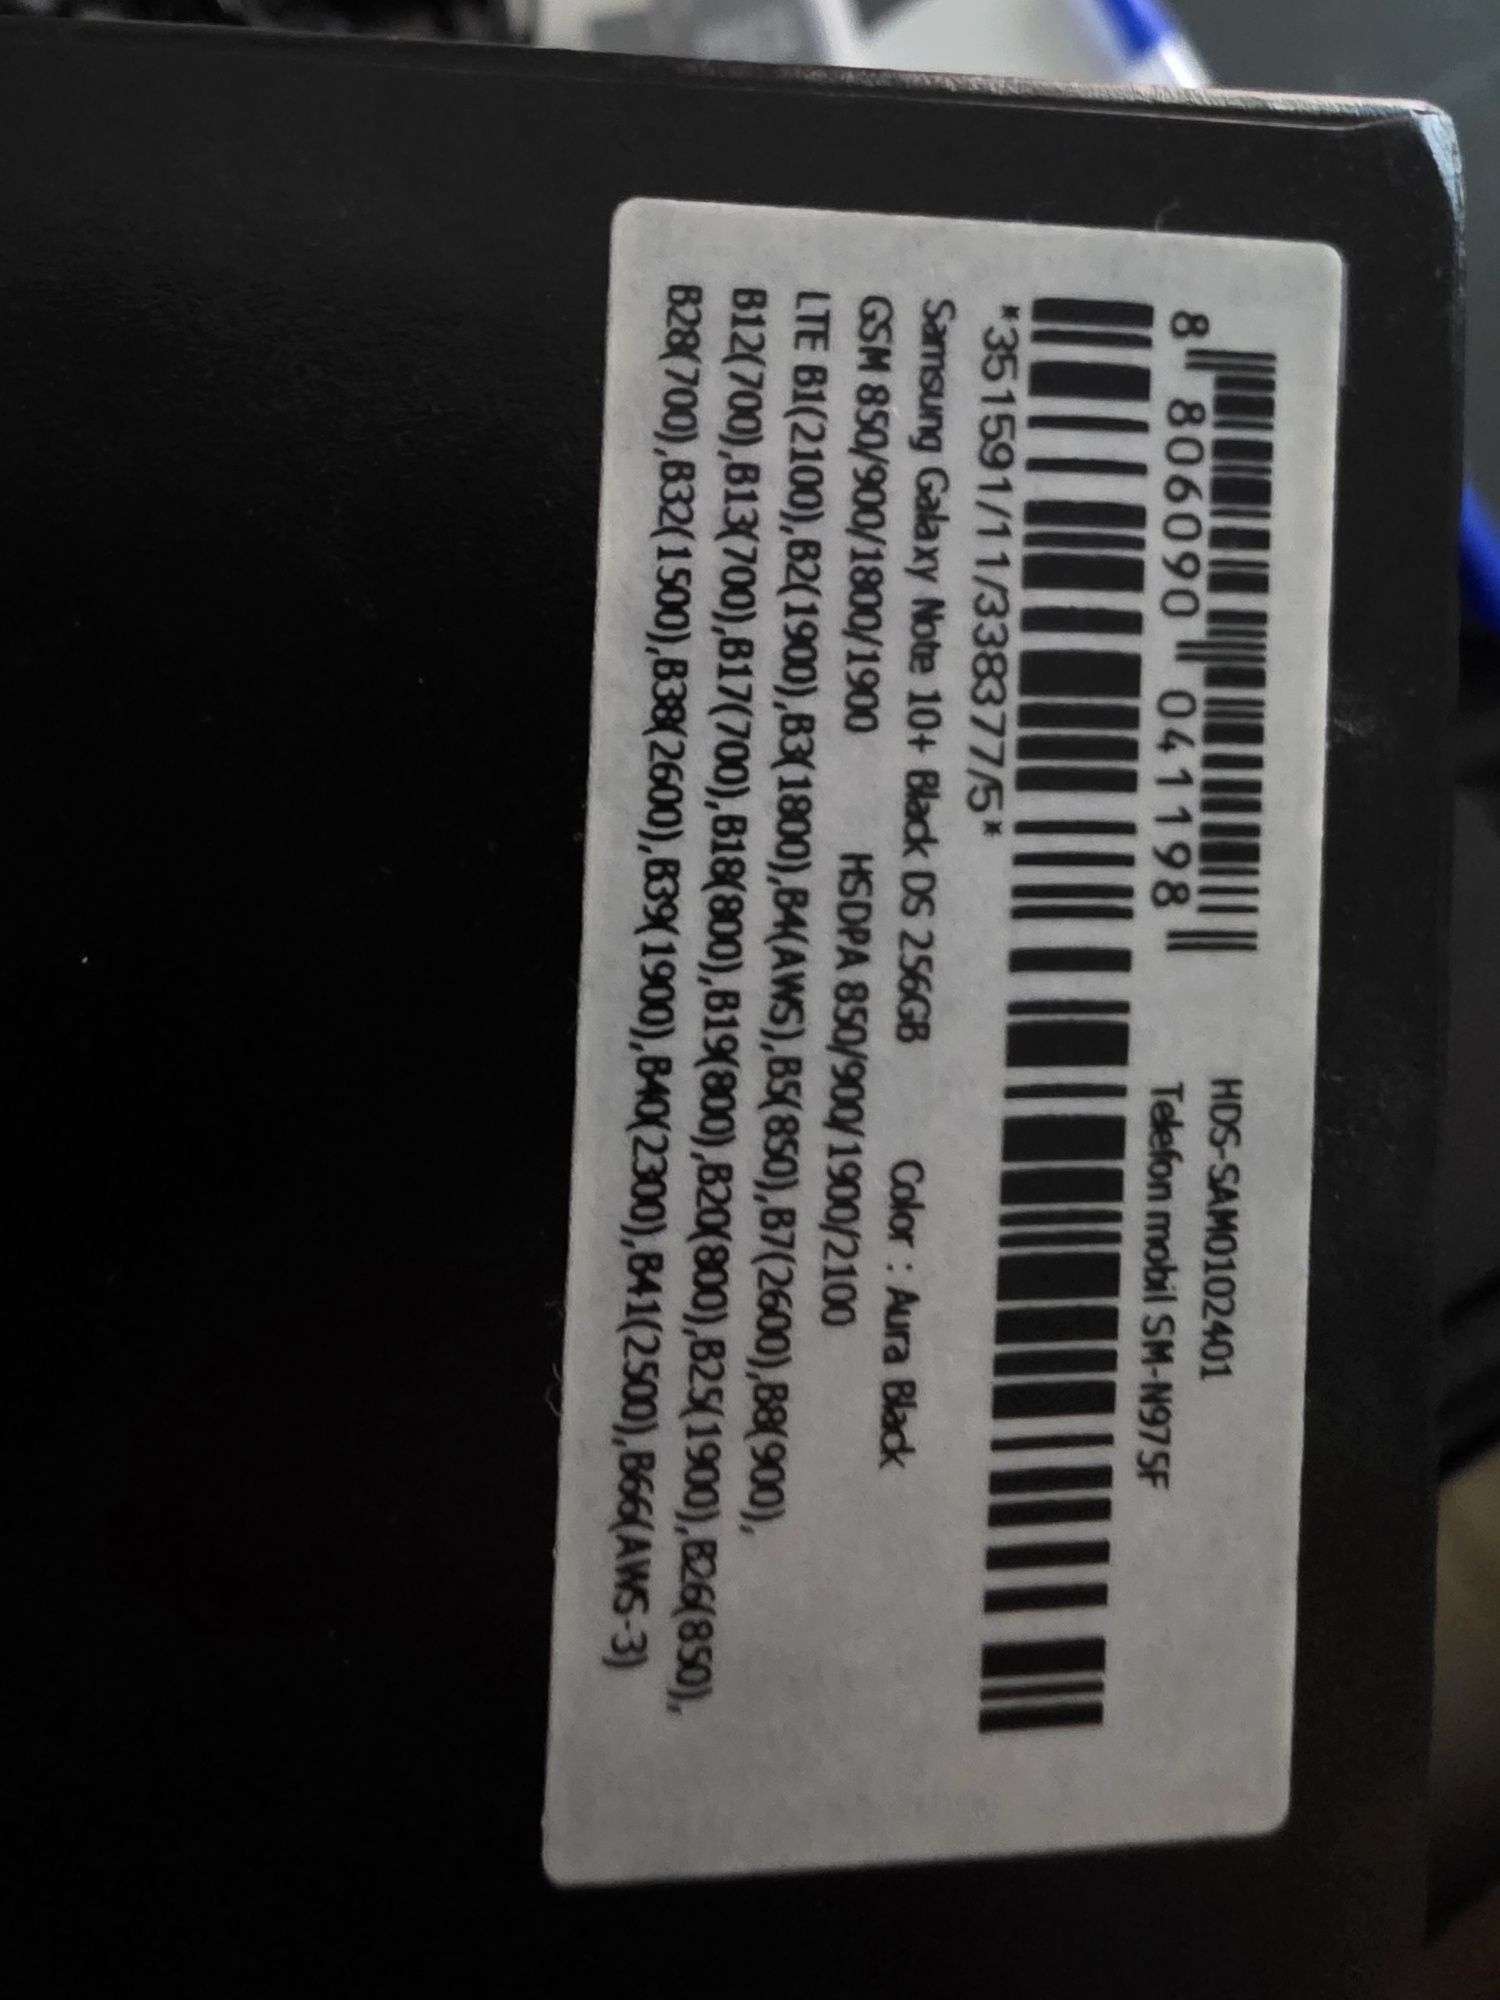 8 806090 041198
HDS-SAM0102401
Telefon mobil SM-N975F
*351591/11/338377/5*
Samsung Galaxy Note 10+ Black DS 256GB Color : Aura Black
GSM 850/900/1800/1900 HSDPA 850/900/1900/2100
LTE B1(2100),B2(1900),B3(1800),B4(AWS),B5(850),B7(2600),B8(900),
B12(700),B13(700),B17(700),B18(800),B19(800),B20(800),B25(1900),B26(850),
B28(700),B32(1500),B38(2600),B39(1900),B40(2300),B41(2500),B66(AWS-3)